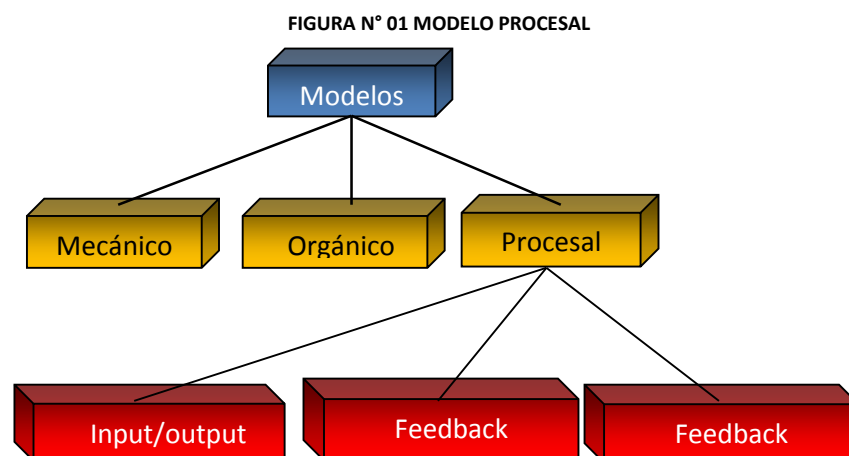 FIGURA N° 01 MODELO PROCESAL
Modelos
Mecánico
Orgánico
Procesal
Input/output
Feedback
Feedback